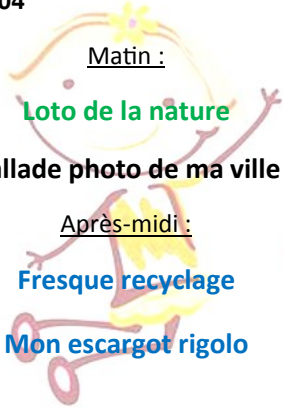 04
Matin :
Loto de la nature
allade photo de ma ville
Après-midi :
Fresque recyclage
Mon escargot rigolo